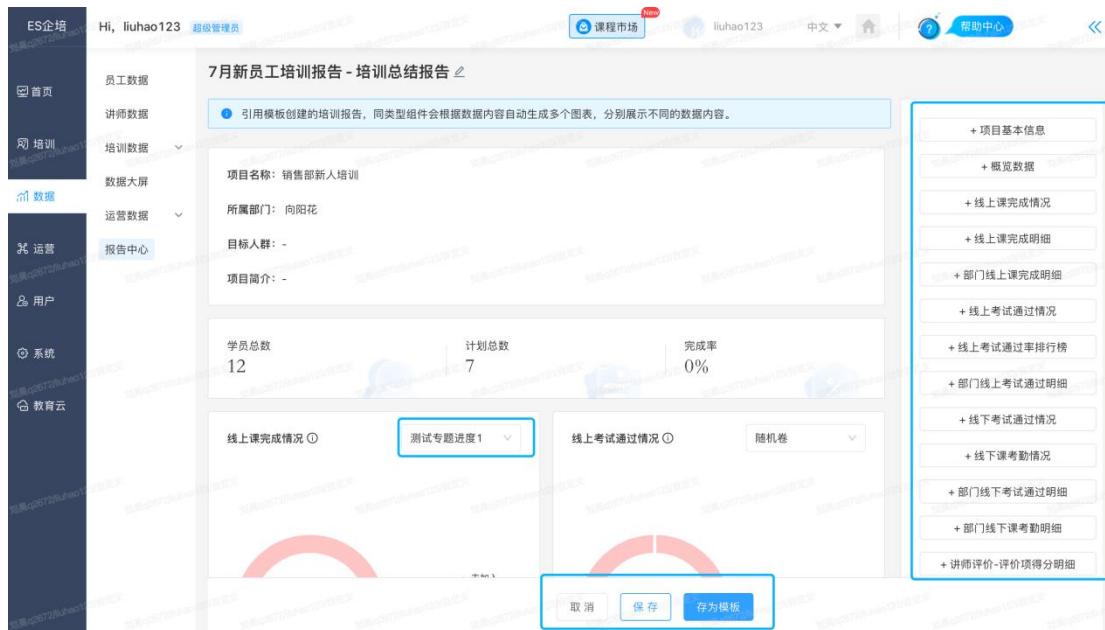 ES企培
Hi, liuhao123 超级管理员
New
课程市场
liuhao123
中文
帮助中心
首页
培训
数据
运营
用户
系统
教育云
员工数据
讲师数据
培训数据
数据大屏
运营数据
报告中心
7月新员工培训报告 - 培训总结报告
引用模板创建的培训报告，同类型组件会根据数据内容自动生成多个图表，分别展示不同的数据内容。
项目名称：销售部新人培训
所属部门： 向阳花
目标人群：-
项目简介：-
学员总数
12
计划总数
7
完成率
0%
线上课完成情况
测试专题进度1
线上考试通过情况
随机卷
取消
保存
存为模板
+ 项目基本信息
+ 概览数据
+ 线上课完成情况
+ 线上课完成明细
+ 部门线上课完成明细
+ 线上考试通过情况
+ 线上考试通过率排行榜
+ 部门线上考试通过明细
+ 线下考试通过情况
+ 线下课考勤情况
+ 部门线下考试通过明细
+ 部门线下课考勤明细
+ 讲师评价-评价项得分明细